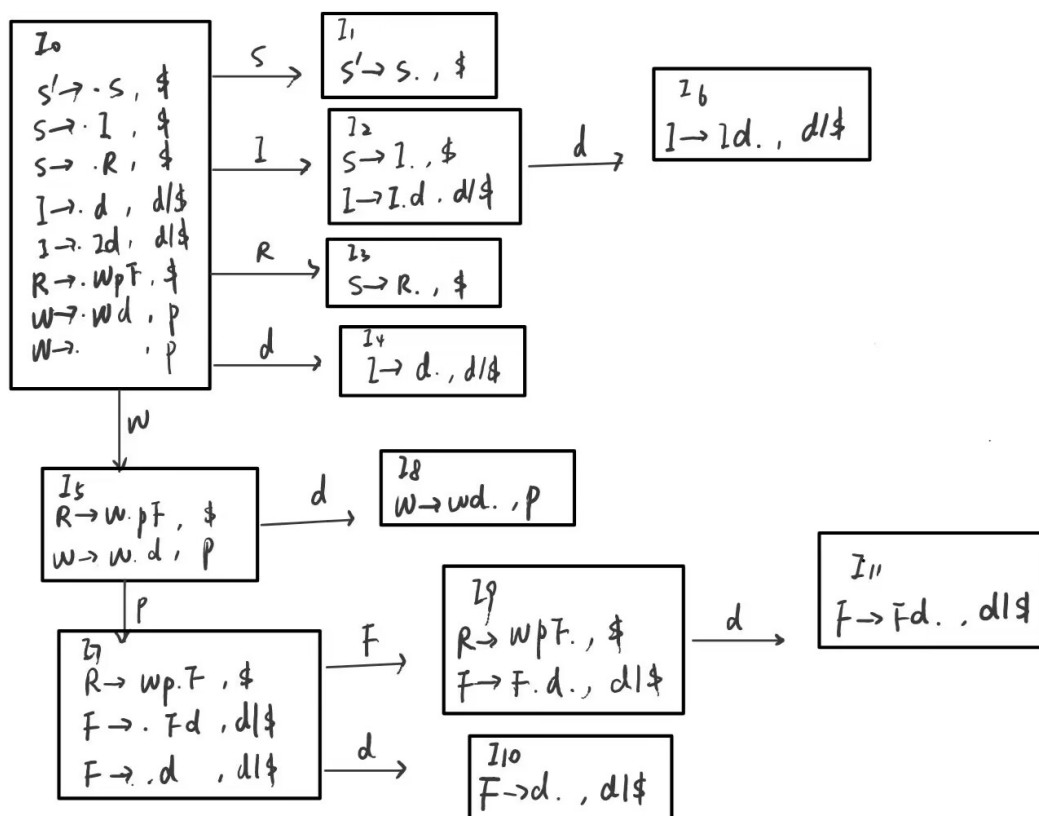 I0
S'→ ·S, $
S→ ·I, $
S→ ·R, $
I→ ·d, d/$
I→ ·Id, d/$
R→ ·WpF, $
W→ ·Wd, p
W→ · , p
S
I1
S'→ S., $
I
I2
S→ I., $
I→ I.d. d/$
d
I6
I→ Id., d/$
R
I3
S→ R., $
d
I4
I→ d., d/$
W
I5
R→ W.pF, $
W→ W.d, p
d
I8
W→ Wd., p
p
I7
R→ Wp.F, $
F→ ·Fd, d/$
F→ ·d, d/$
F
I9
R→ WpF., $
F→ F.d., d/$
d
I11
F→ Fd., d/$
d
I10
F→ d., d/$